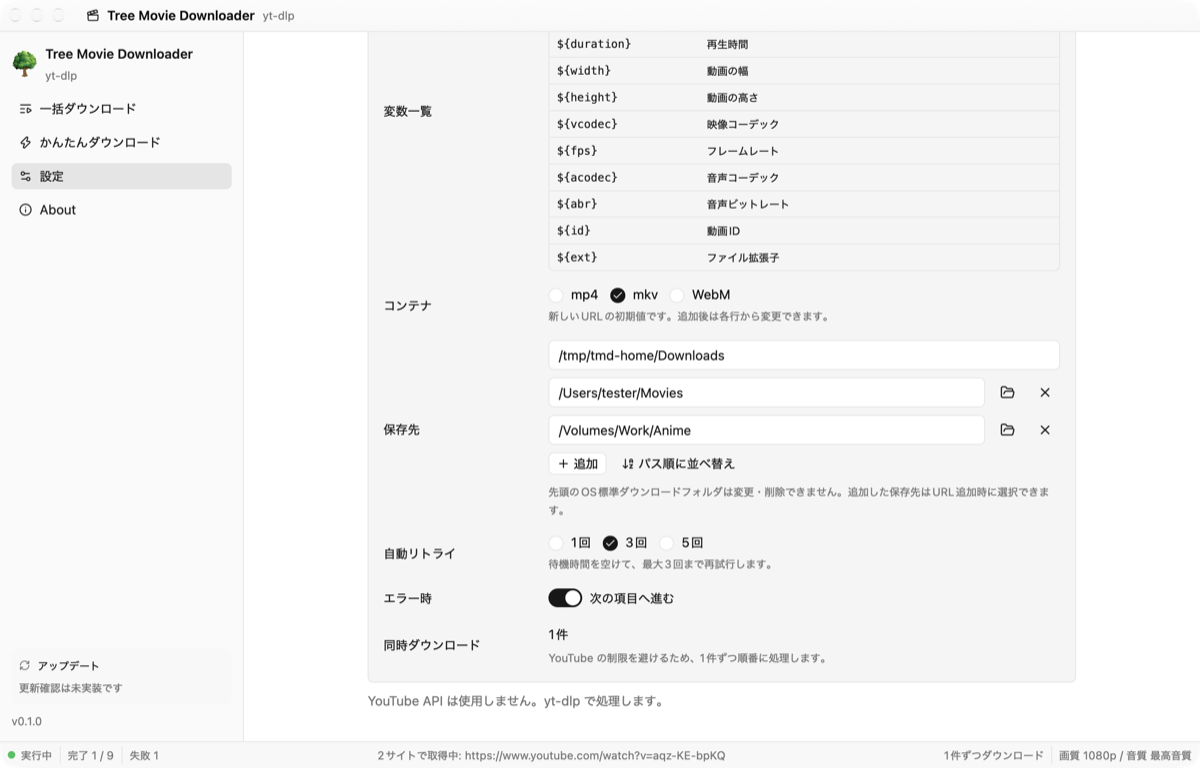 Tree Movie Downloader yt-dlp
Tree Movie Downloader
yt-dlp
一括ダウンロード
かんたんダウンロード
設定
About
アップデート
更新確認は未実装です
v0.1.0
変数一覧
${duration} 再生時間
${width} 動画の幅
${height} 動画の高さ
${vcodec} 映像コーデック
${fps} フレームレート
${acodec} 音声コーデック
${abr} 音声ビットレート
${id} 動画ID
${ext} ファイル拡張子
コンテナ
mp4 mkv WebM
新しいURLの初期値です。追加後は各行から変更できます。
保存先
/tmp/tmd-home/Downloads
/Users/tester/Movies
/Volumes/Work/Anime
追加 パス順に並べ替え
先頭のOS標準ダウンロードフォルダは変更・削除できません。追加した保存先はURL追加時に選択できま
す。
自動リトライ
1回 3回 5回
待機時間を空けて、最大3回まで再試行します。
エラー時
次の項目へ進む
同時ダウンロード
1件
YouTube の制限を避けるため、1件ずつ順番に処理します。
YouTube API は使用しません。yt-dlp で処理します。
実行中 完了 1 / 9 失敗 1
2サイトで取得中: https://www.youtube.com/watch?v=aqz-KE-bpKQ
1件ずつダウンロード 画質 1080p / 音質 最高音質